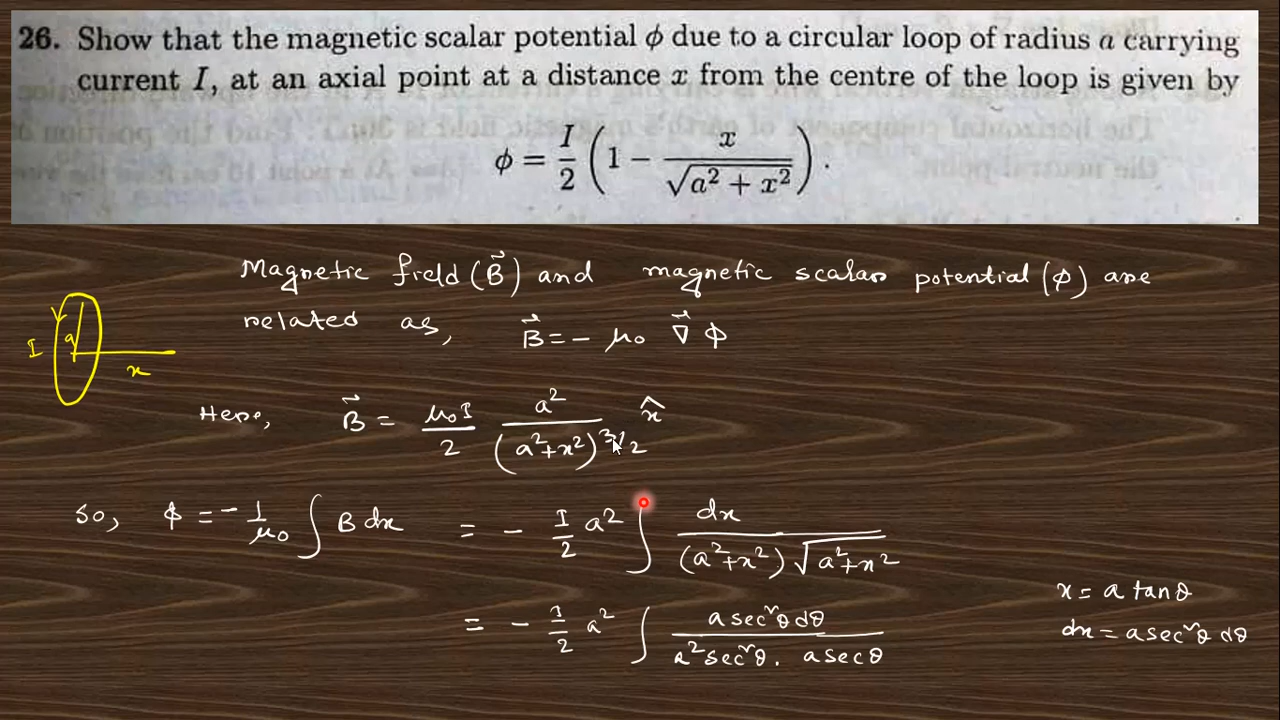 26. Show that the magnetic scalar potential ϕ due to a circular loop of radius a carrying
current I, at an axial point at a distance x from the centre of the loop is given by
ϕ = I/2 (1 − x/√(a² + x²)).
Magnetic field (B⃗) and magnetic scalar potential (ϕ) are
related as, B⃗ = − μ₀ ∇⃗ ϕ
I a x
Here, B⃗ = μ₀I/2 a²/(a²+x²)^3/2 x̂
So, ϕ = − 1/μ₀ ∫ B dx = − I/2 a² ∫ dx/((a²+x²)√(a²+x²))
x = a tanθ
= − I/2 a² ∫ a sec²θ dθ/(a² sec²θ . a secθ)
dx = a sec²θ dθ